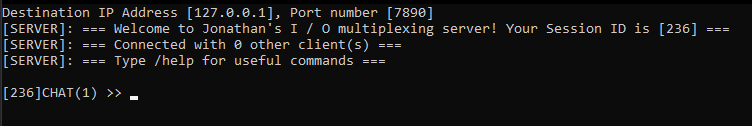 Destination IP Address [127.0.0.1], Port number [7890]
[SERVER]: === Welcome to Jonathan's I / O multiplexing server! Your Session ID is [236] ===
[SERVER]: === Connected with 0 other client(s) ===
[SERVER]: === Type /help for useful commands ===
[236]CHAT(1) >> _